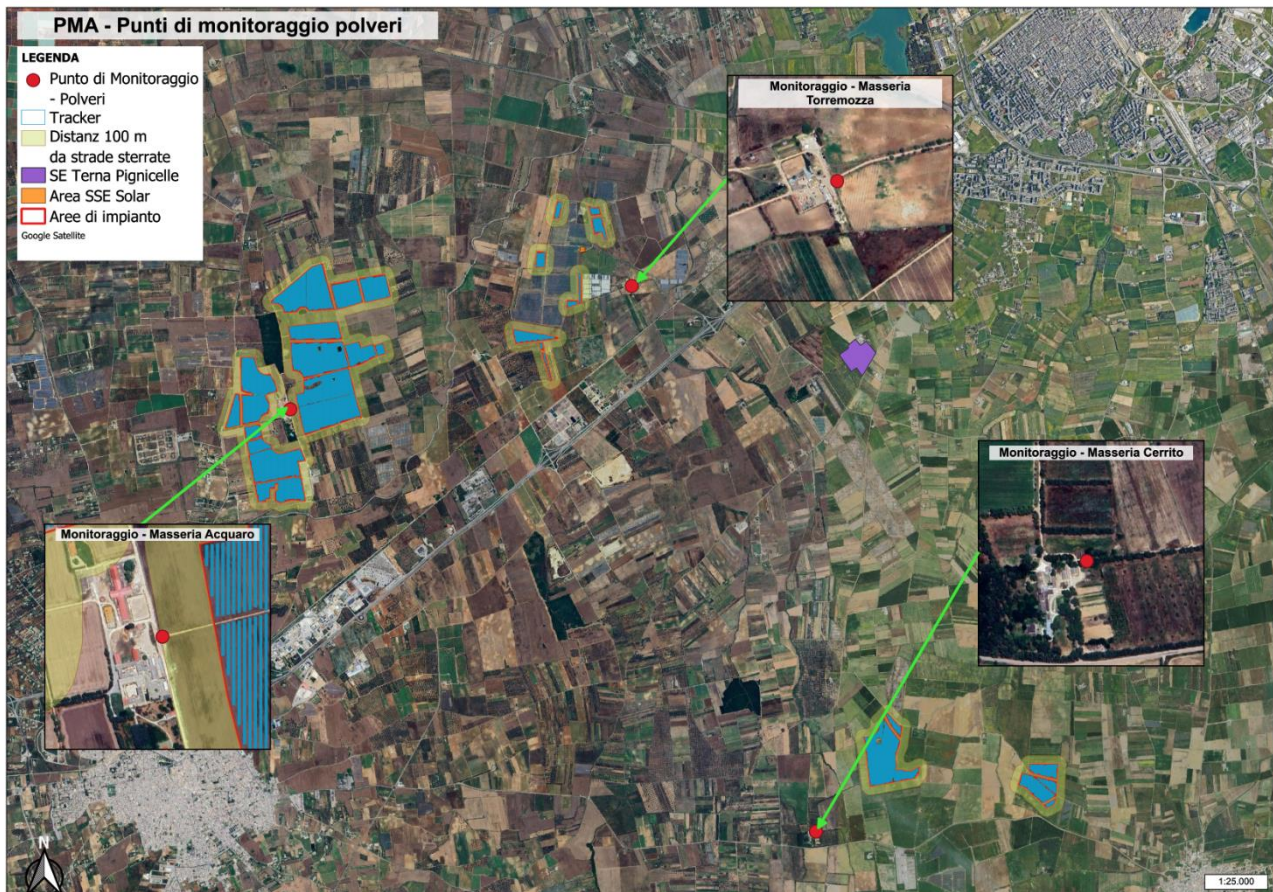 PMA - Punti di monitoraggio polveri
LEGENDA
Punto di Monitoraggio
- Polveri
Tracker
Distanz 100 m
da strade sterrate
SE Terna Pignicelle
Area SSE Solar
Aree di impianto
Google Satellite
Monitoraggio - Masseria
Torremozza
Monitoraggio - Masseria Cerrito
Monitoraggio - Masseria Acquaro
N
1:25.000